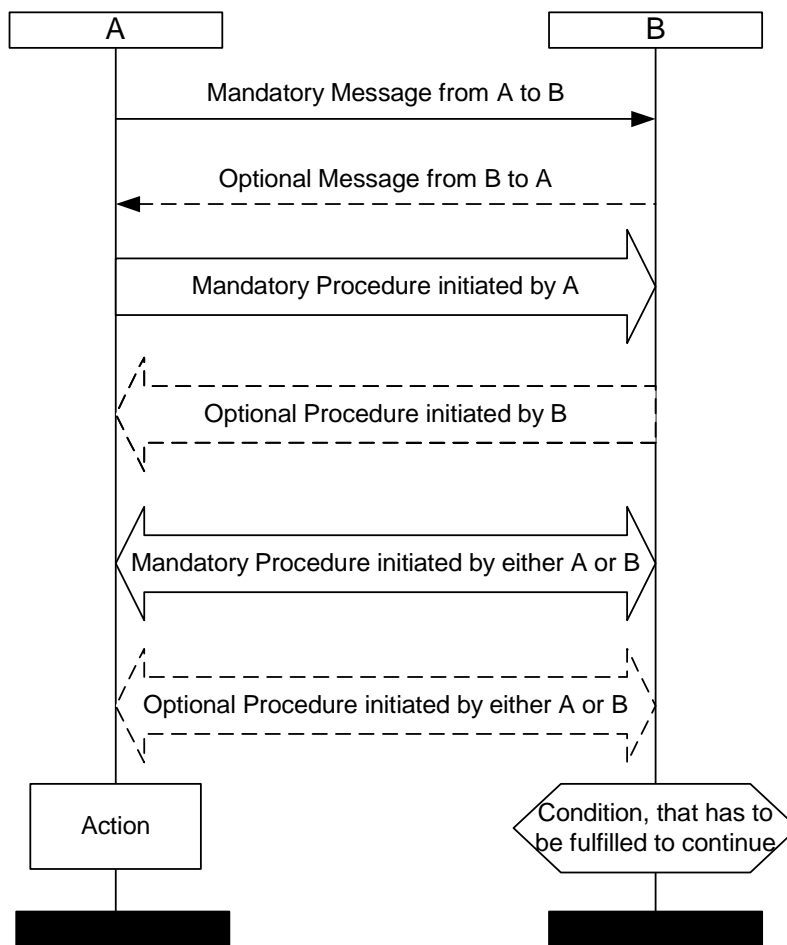 A
B
Mandatory Message from A to B
Optional Message from B to A
Mandatory Procedure initiated by A
Optional Procedure initiated by B
Mandatory Procedure initiated by either A or B
Optional Procedure initiated by either A or B
Action
Condition, that has to
be fulfilled to continue